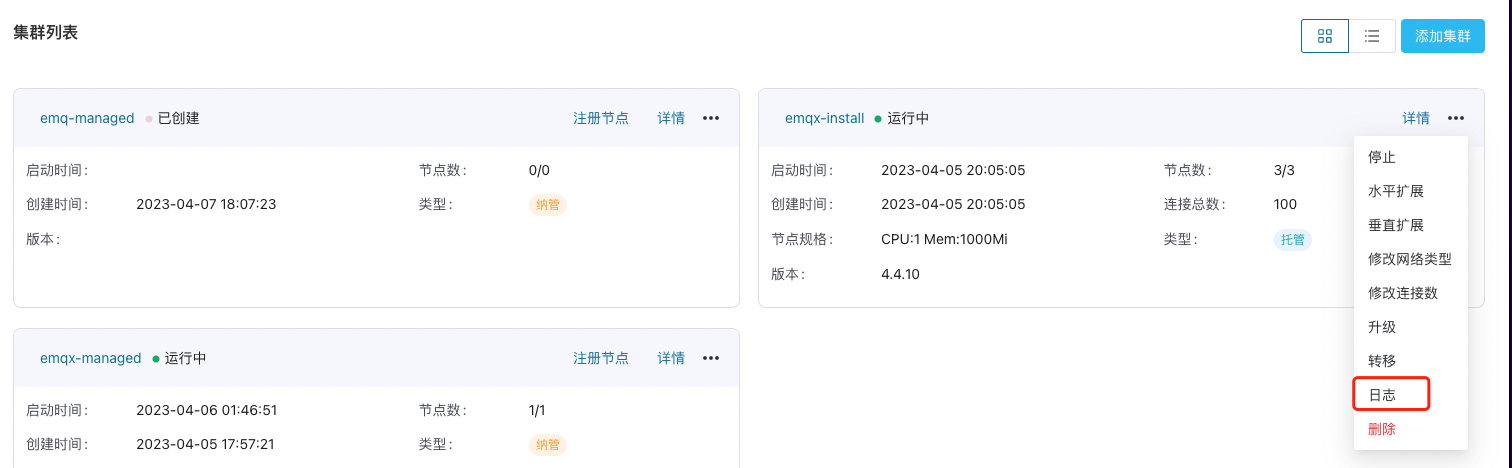 集群列表
添加集群
emq-managed 已创建 注册节点 详情
启动时间： 节点数： 0/0
创建时间： 2023-04-07 18:07:23 类型： 纳管
版本：
emqx-install 运行中 详情
启动时间： 2023-04-05 20:05:05 节点数： 3/3
创建时间： 2023-04-05 20:05:05 连接总数： 100
节点规格： CPU:1 Mem:1000Mi 类型： 托管
版本： 4.4.10
停止
水平扩展
垂直扩展
修改网络类型
修改连接数
升级
转移
日志
删除
emqx-managed 运行中 注册节点 详情
启动时间： 2023-04-06 01:46:51 节点数： 1/1
创建时间： 2023-04-05 17:57:21 类型： 纳管